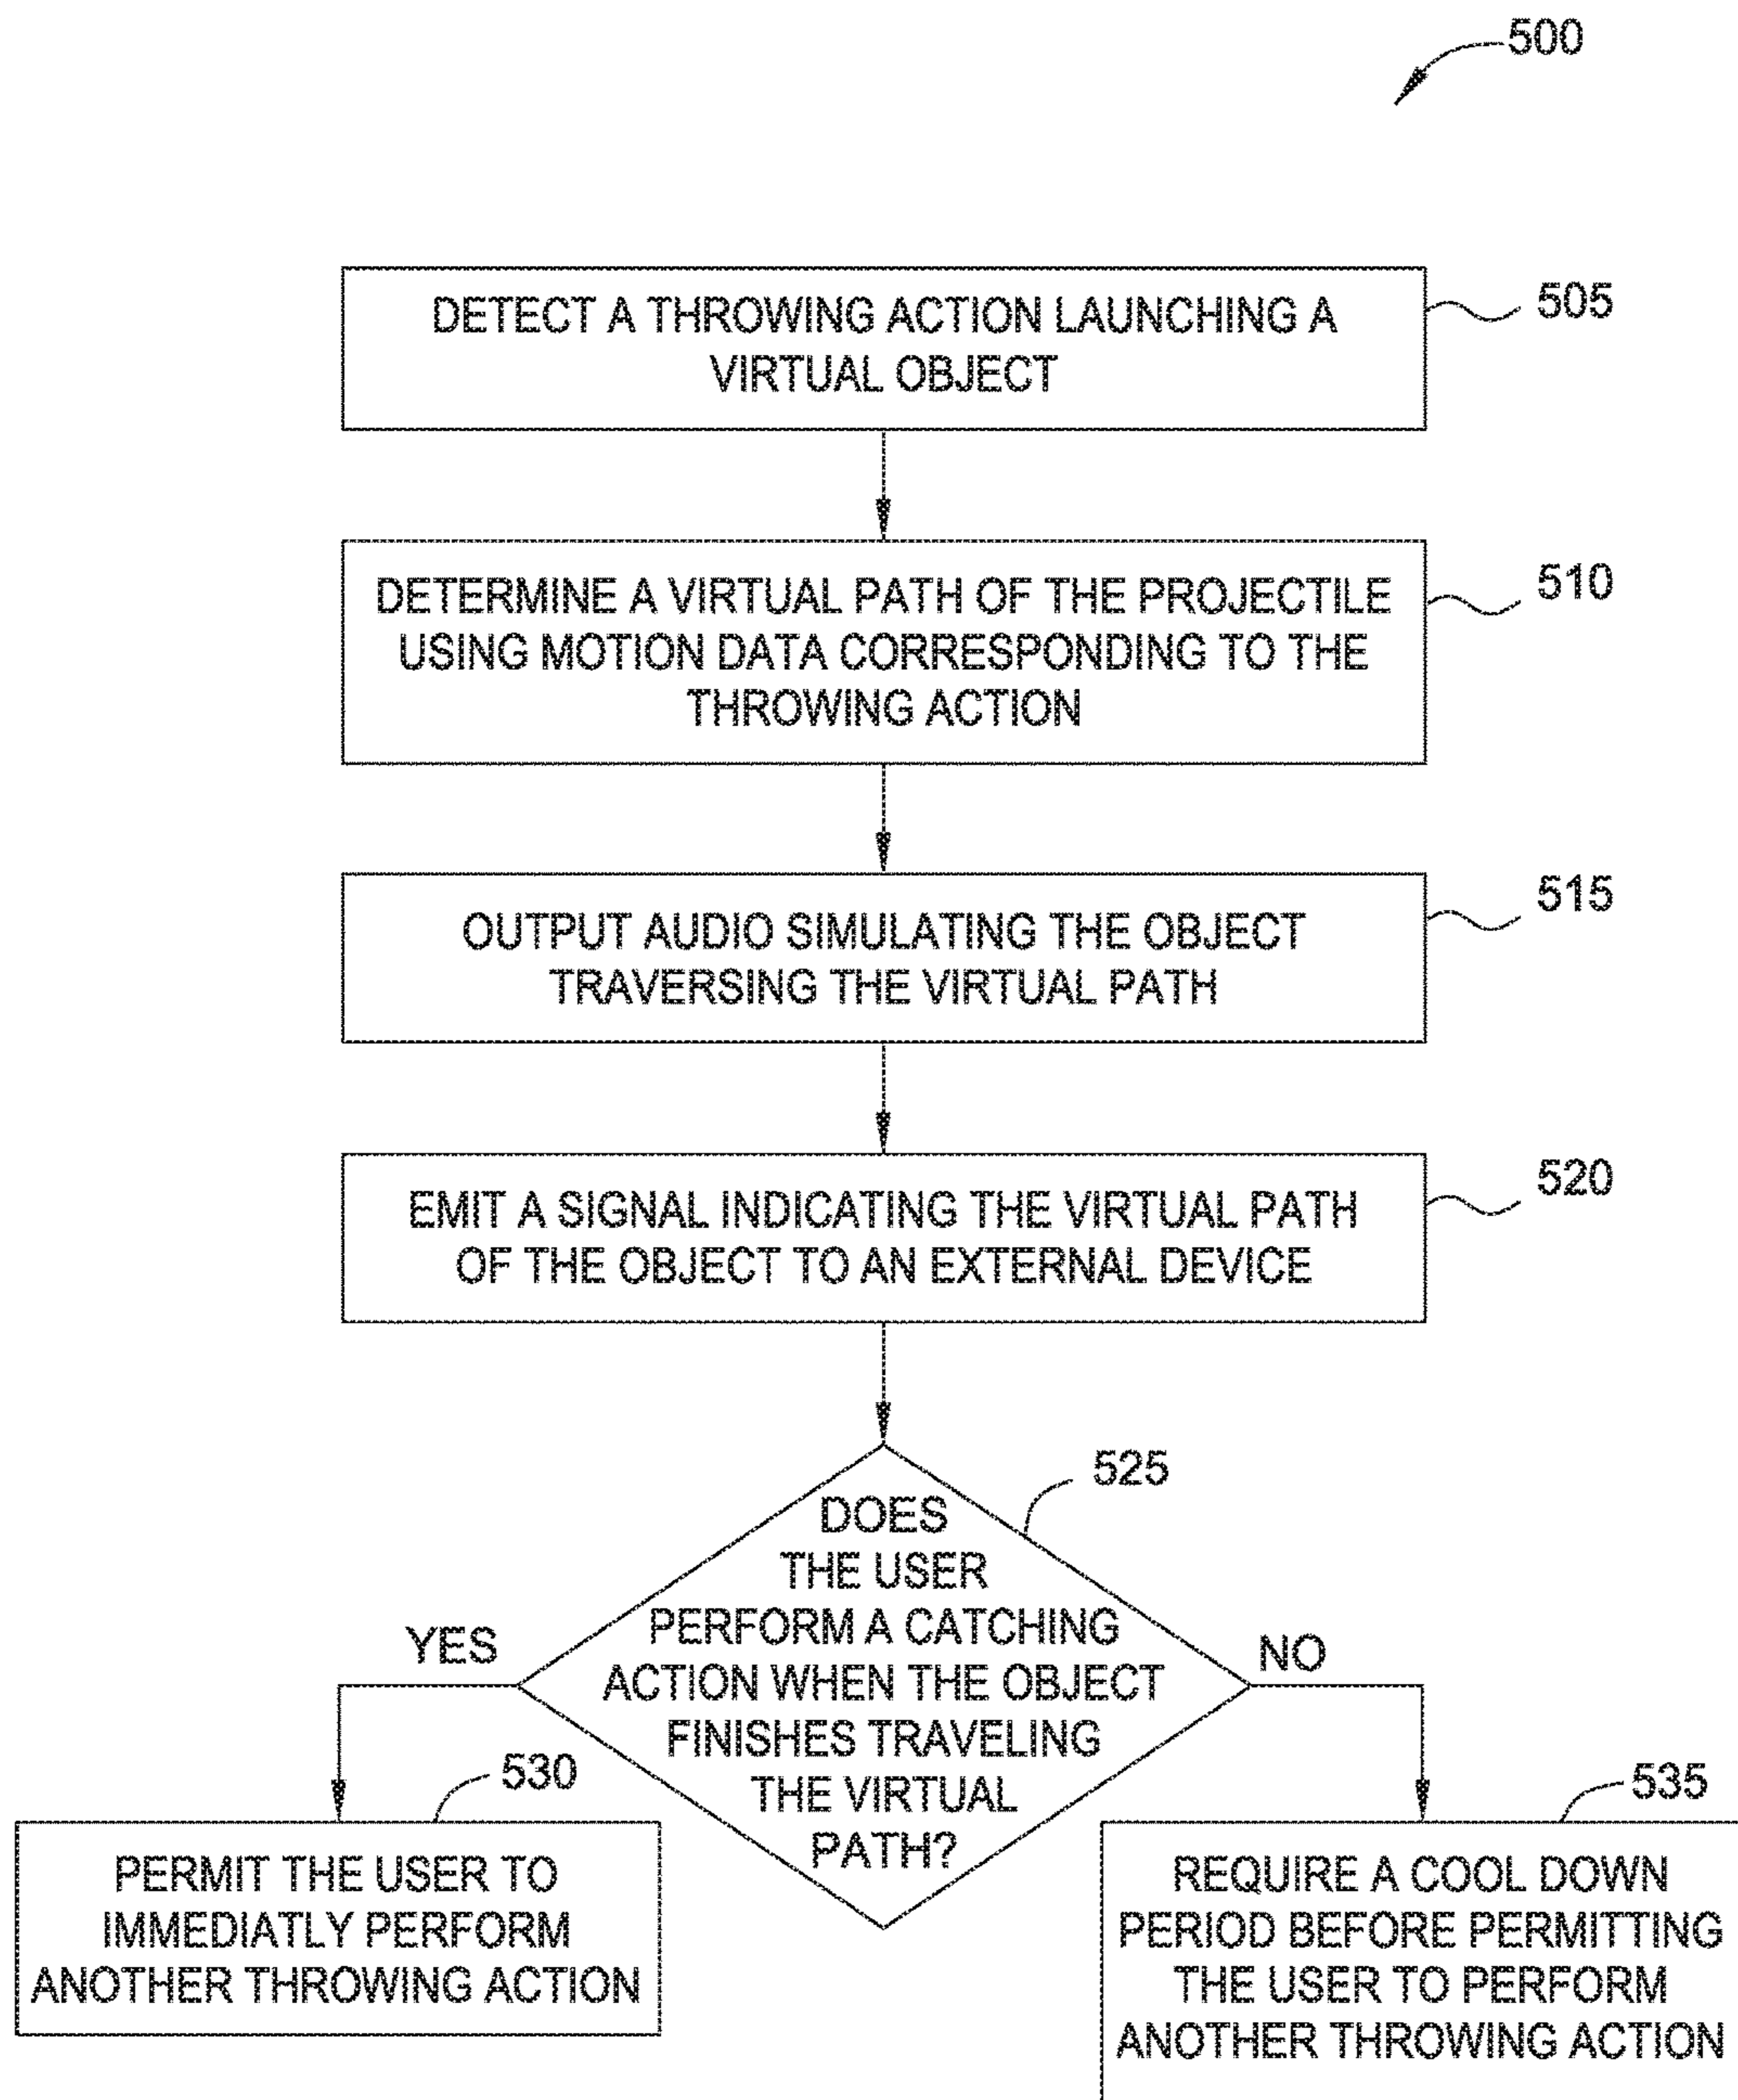 500
DETECT A THROWING ACTION LAUNCHING A
VIRTUAL OBJECT
505
DETERMINE A VIRTUAL PATH OF THE PROJECTILE
USING MOTION DATA CORRESPONDING TO THE
THROWING ACTION
510
OUTPUT AUDIO SIMULATING THE OBJECT
TRAVERSING THE VIRTUAL PATH
515
EMIT A SIGNAL INDICATING THE VIRTUAL PATH
OF THE OBJECT TO AN EXTERNAL DEVICE
520
525
DOES
THE USER
PERFORM A CATCHING
ACTION WHEN THE OBJECT
FINISHES TRAVELING
THE VIRTUAL
PATH?
YES
NO
530
PERMIT THE USER TO
IMMEDIATLY PERFORM
ANOTHER THROWING ACTION
535
REQUIRE A COOL DOWN
PERIOD BEFORE PERMITTING
THE USER TO PERFORM
ANOTHER THROWING ACTION